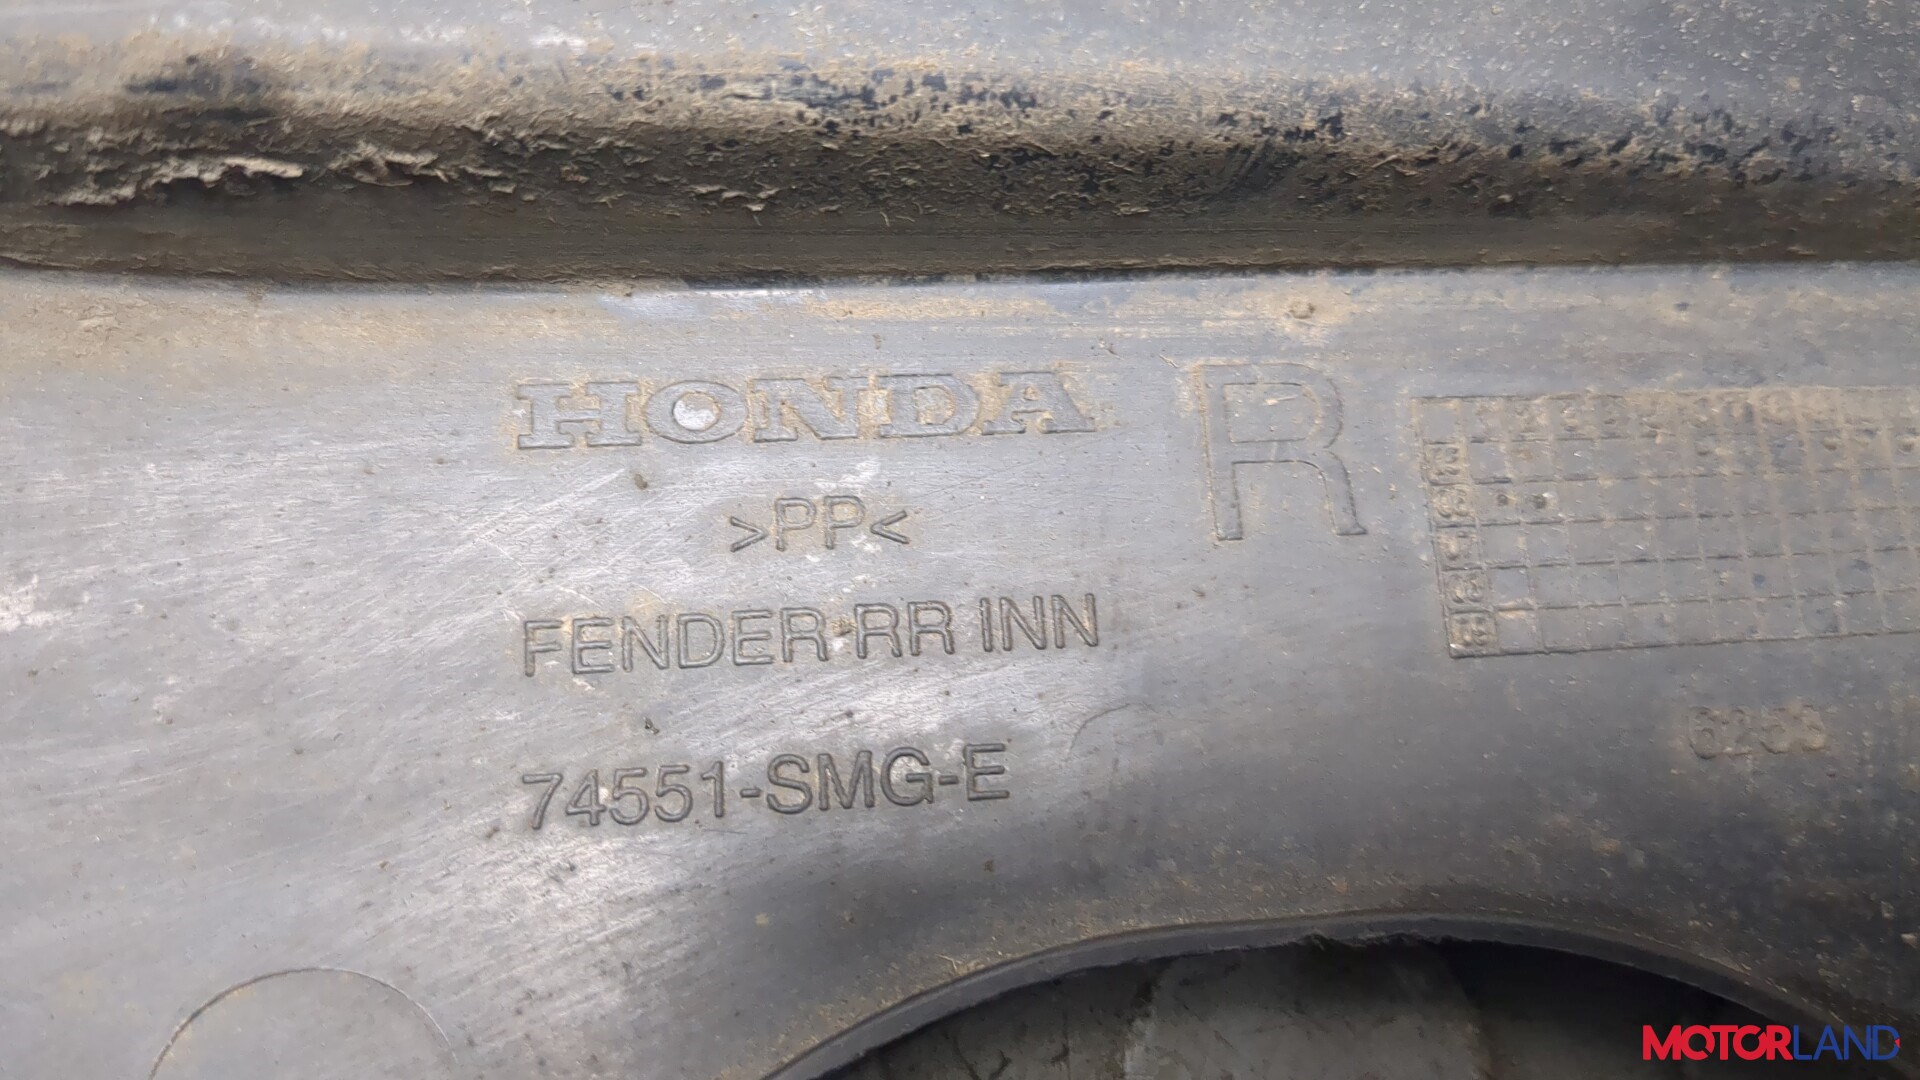 HONDA
R
>PP<
FENDER RR INN
74551-SMG-E
MOTORLAND